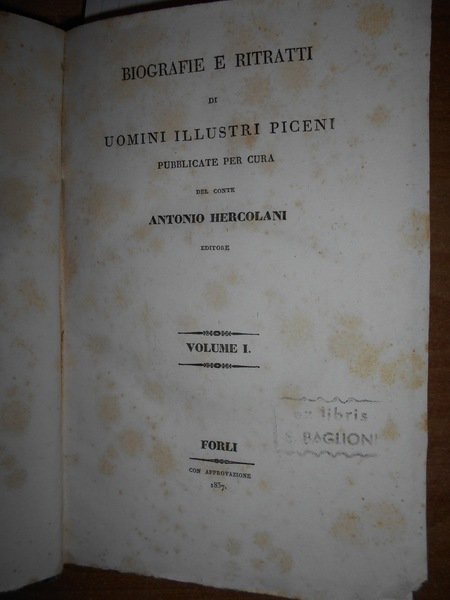 BIOGRAFIE E RITRATTI
DI
UOMINI ILLUSTRI PICENI
PUBBLICATE PER CURA
DEL CONTE
ANTONIO HERCOLANI
EDITORE
VOLUME I.
ex libris
BAGLIONI
FORLI
CON APPROVAZIONE
1837.